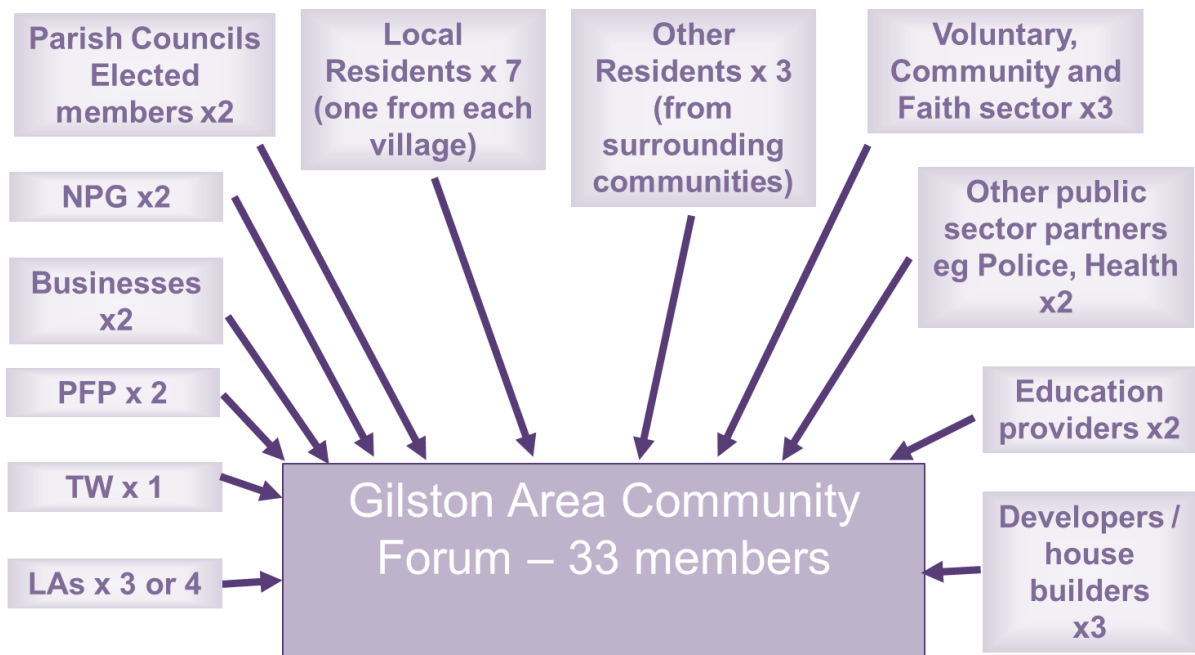 Parish Councils
Elected
members x2
Local
Residents x 7
(one from each
village)
Other
Residents x 3
(from
surrounding
communities)
Voluntary,
Community and
Faith sector x3
NPG x2
Other public
sector partners
eg Police, Health
x2
Businesses
x2
PFP x 2
Education
providers x2
TW x 1
Gilston Area Community
Forum – 33 members
Developers /
house
builders
x3
LAs x 3 or 4